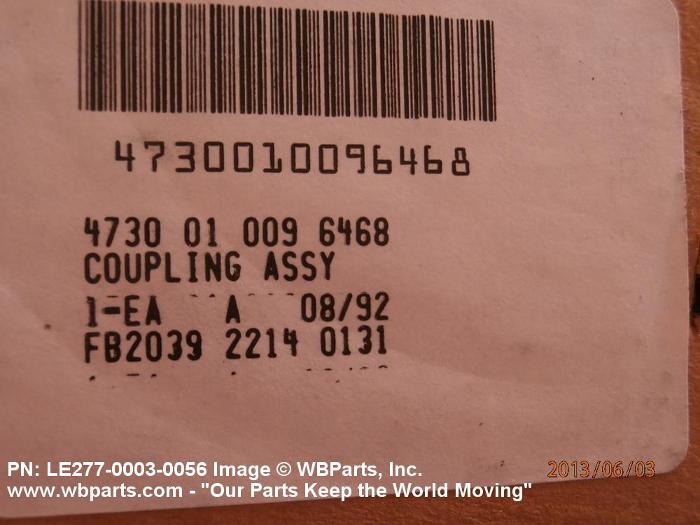 4730010096468
4730 01 009 6468
COUPLING ASSY
1-EA A 08/92
FB2039 2214 0131
PN: LE277-0003-0056 Image © WBParts, Inc.
2013/06/03
www.wbparts.com - "Our Parts Keep the World Moving"